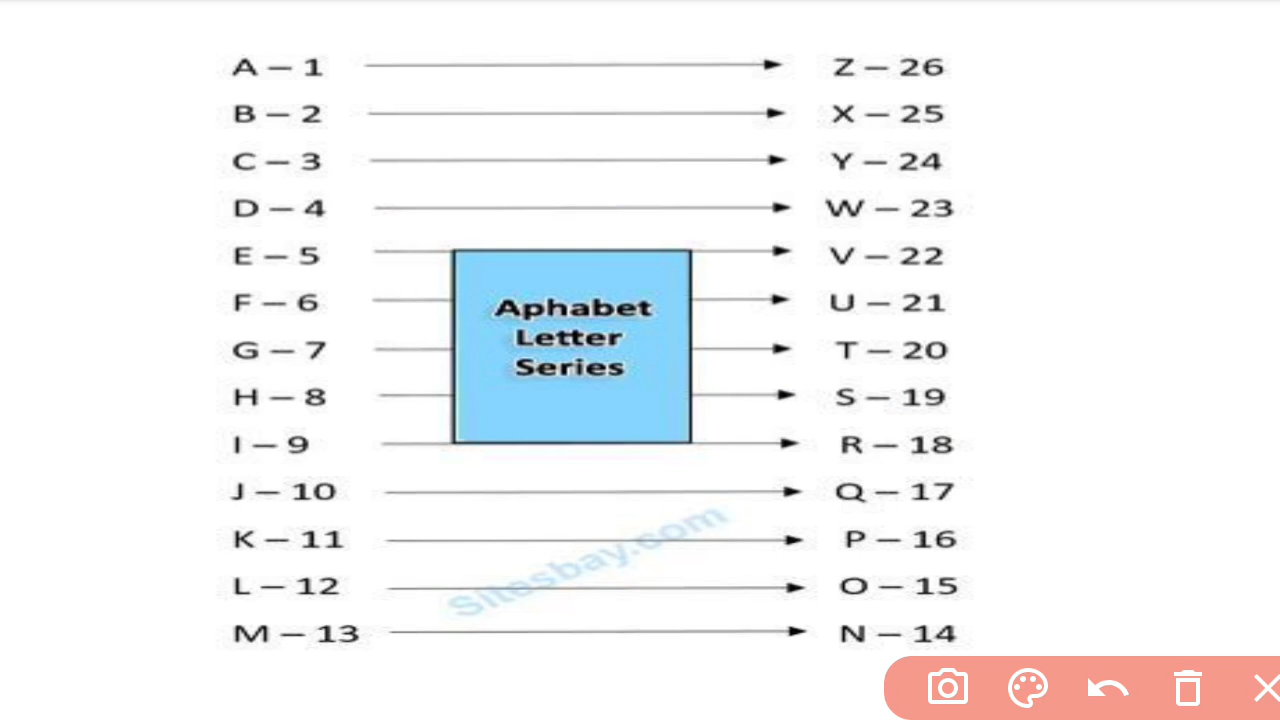 A – 1 Z – 26
B – 2 X – 25
C – 3 Y – 24
D – 4 W – 23
E – 5 V – 22
F – 6 U – 21
G – 7 T – 20
H – 8 S – 19
I – 9 R – 18
J – 10 Q – 17
K – 11 P – 16
L – 12 O – 15
M – 13 N – 14
Aphabet
Letter
Series
Sitesbay.com